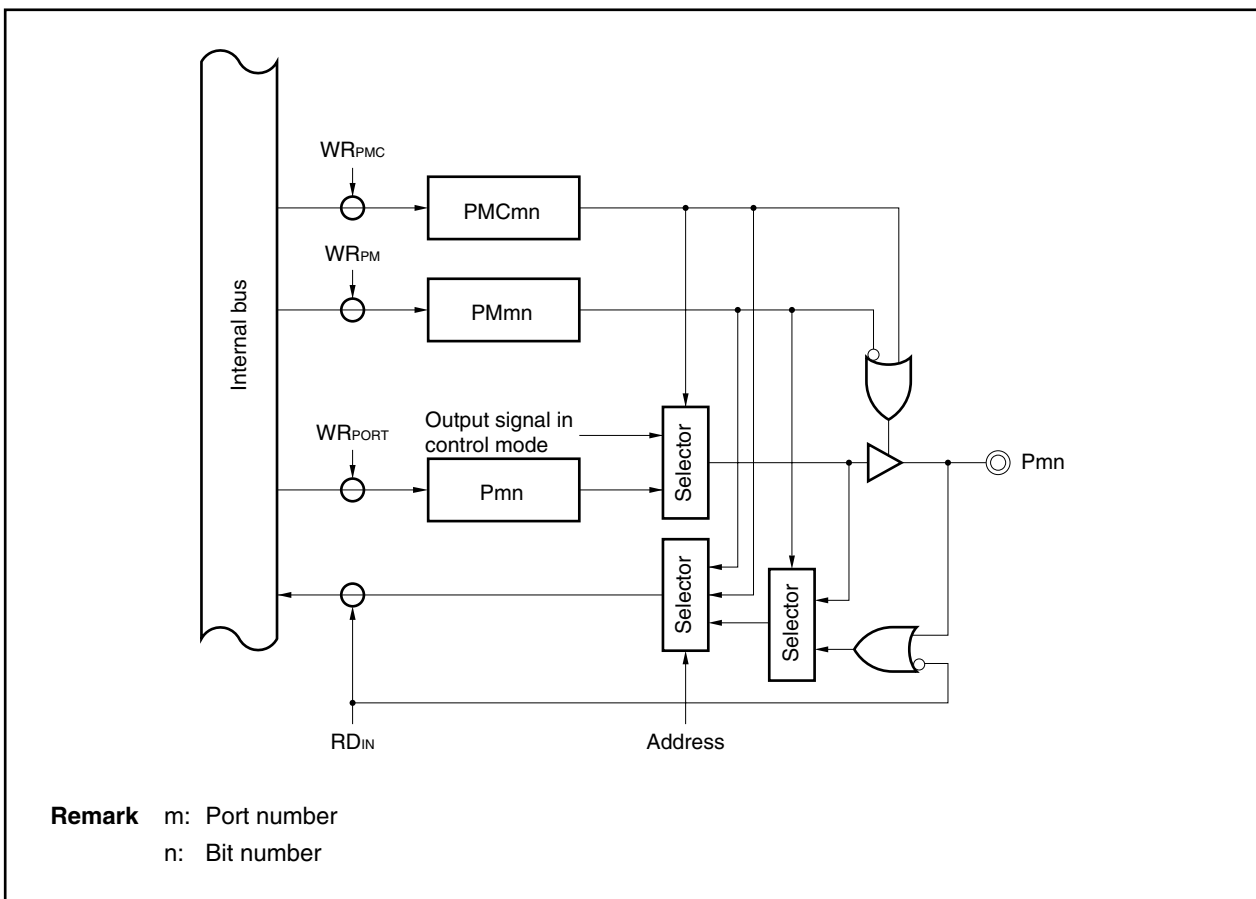 WRPMC
PMCmn
WRPM
PMmn
Internal bus
Output signal in
control mode
WRPORT
Pmn
Selector
Pmn
Selector
Selector
RDIN
Address
Remark m: Port number
n: Bit number